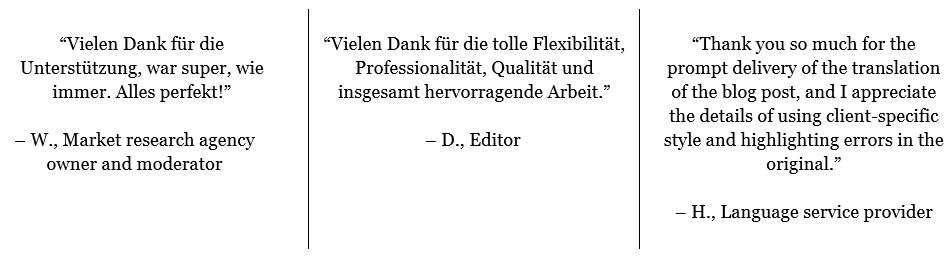 “Vielen Dank für die
Unterstützung, war super, wie
immer. Alles perfekt!”
– W., Market research agency
owner and moderator
“Vielen Dank für die tolle Flexibilität,
Professionalität, Qualität und
insgesamt hervorragende Arbeit.”
– D., Editor
“Thank you so much for the
prompt delivery of the translation
of the blog post, and I appreciate
the details of using client-specific
style and highlighting errors in the
original.”
– H., Language service provider